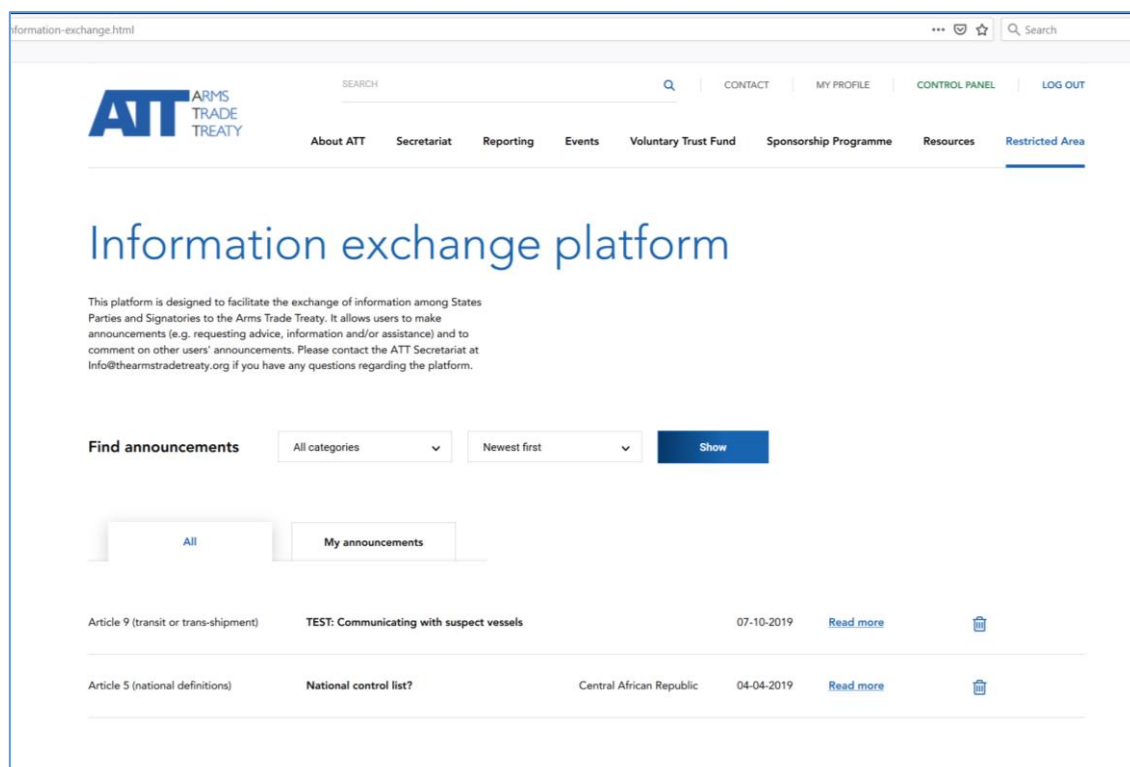 nformation-exchange.html
Search
ATT ARMS
TRADE
TREATY
SEARCH
CONTACT
MY PROFILE
CONTROL PANEL
LOG OUT
About ATT
Secretariat
Reporting
Events
Voluntary Trust Fund
Sponsorship Programme
Resources
Restricted Area
Information exchange platform
This platform is designed to facilitate the exchange of information among States
Parties and Signatories to the Arms Trade Treaty. It allows users to make
announcements (e.g. requesting advice, information and/or assistance) and to
comment on other users' announcements. Please contact the ATT Secretariat at
Info@thearmstradetreaty.org if you have any questions regarding the platform.
Find announcements
All categories
Newest first
Show
All
My announcements
Article 9 (transit or trans-shipment) TEST: Communicating with suspect vessels 07-10-2019 Read more
Article 5 (national definitions) National control list? Central African Republic 04-04-2019 Read more